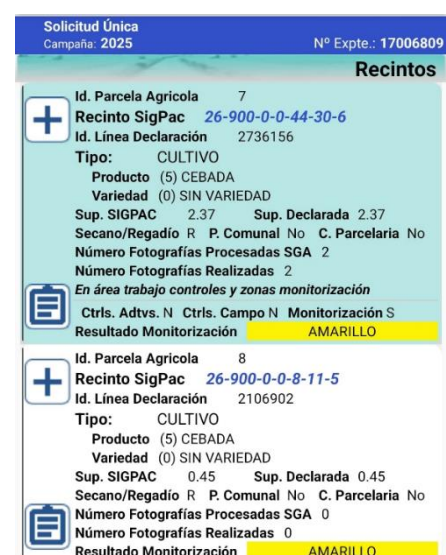 Solicitud Única
Campaña: 2025 Nº Expte.: 17006809
Recintos
Id. Parcela Agricola 7
Recinto SigPac 26-900-0-0-44-30-6
Id. Línea Declaración 2736156
Tipo: CULTIVO
Producto (5) CEBADA
Variedad (0) SIN VARIEDAD
Sup. SIGPAC 2.37 Sup. Declarada 2.37
Secano/Regadío R P. Comunal No C. Parcelaria No
Número Fotografías Procesadas SGA 2
Número Fotografías Realizadas 2
En área trabajo controles y zonas monitorización
Ctrls. Adtvs. N Ctrls. Campo N Monitorización S
Resultado Monitorización AMARILLO
Id. Parcela Agricola 8
Recinto SigPac 26-900-0-0-8-11-5
Id. Línea Declaración 2106902
Tipo: CULTIVO
Producto (5) CEBADA
Variedad (0) SIN VARIEDAD
Sup. SIGPAC 0.45 Sup. Declarada 0.45
Secano/Regadío R P. Comunal No C. Parcelaria No
Número Fotografías Procesadas SGA 0
Número Fotografías Realizadas 0
Resultado Monitorización AMARILLO